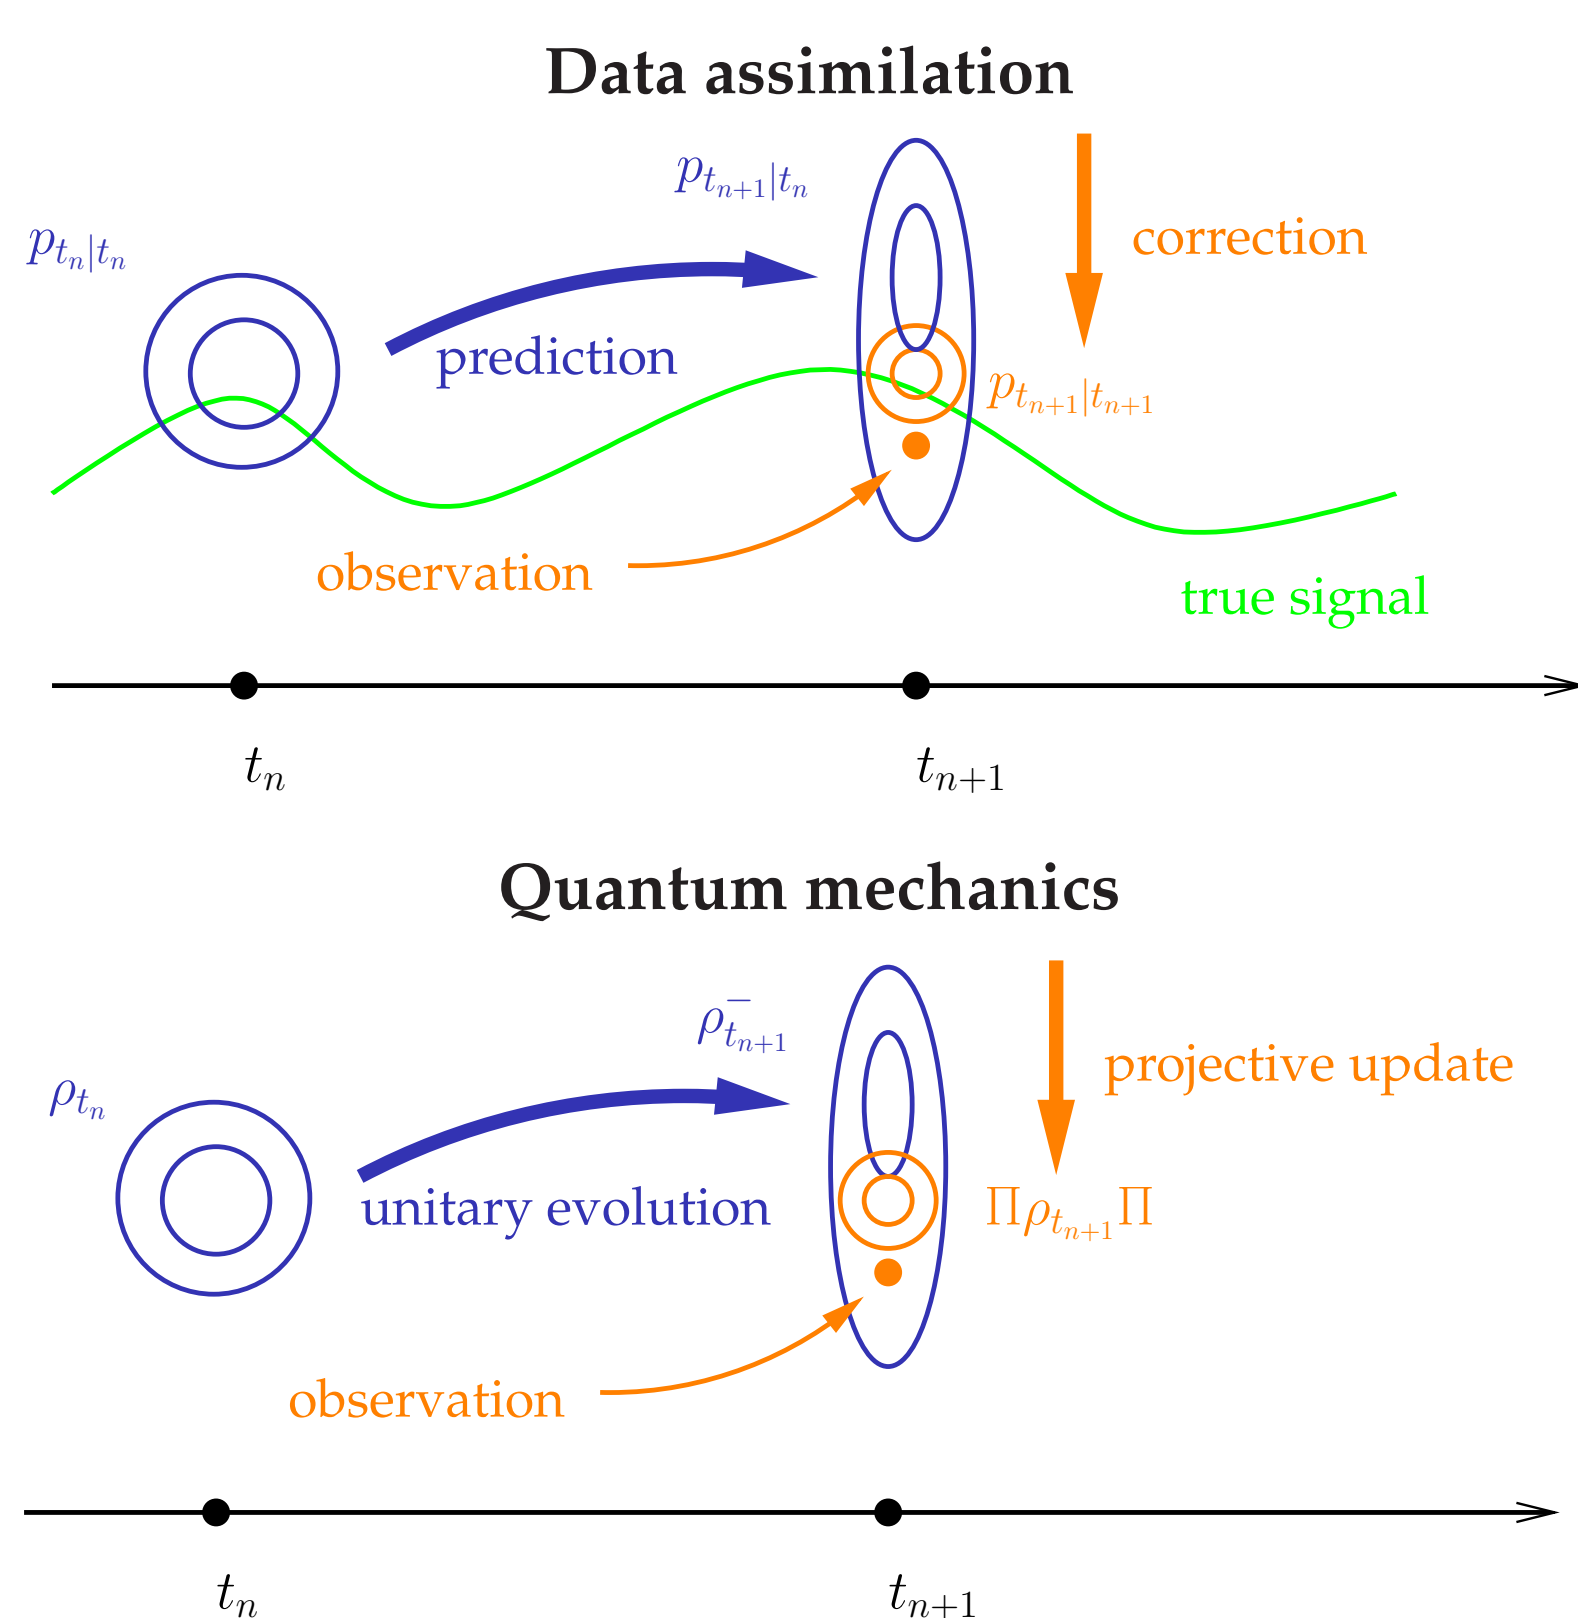 Data assimilation
p_{t_{n+1}|t_n}
correction
p_{t_n|t_n}
prediction
p_{t_{n+1}|t_{n+1}}
observation
true signal
t_n
t_{n+1}
Quantum mechanics
ρ^-_{t_{n+1}}
projective update
ρ_{t_n}
unitary evolution
Πρ_{t_{n+1}}Π
observation
t_n
t_{n+1}